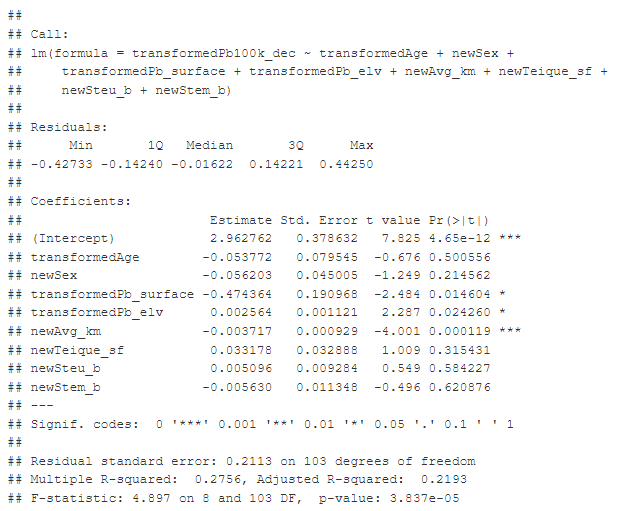 ##
## Call:
## lm(formula = transformedPb100k_dec ~ transformedAge + newSex +
##     transformedPb_surface + transformedPb_elv + newAvg_km + newTeique_sf +
##     newSteu_b + newStem_b)
##
## Residuals:
##      Min       1Q   Median       3Q      Max
## -0.42733 -0.14240 -0.01622  0.14221  0.44250
##
## Coefficients:
##                        Estimate Std. Error t value Pr(>|t|)
## (Intercept)            2.962762   0.378632   7.825 4.65e-12 ***
## transformedAge        -0.053772   0.079545  -0.676 0.500556
## newSex                -0.056203   0.045005  -1.249 0.214562
## transformedPb_surface -0.474364   0.190968  -2.484 0.014604 *
## transformedPb_elv      0.002564   0.001121   2.287 0.024260 *
## newAvg_km             -0.003717   0.000929  -4.001 0.000119 ***
## newTeique_sf           0.033178   0.032888   1.009 0.315431
## newSteu_b              0.005096   0.009284   0.549 0.584227
## newStem_b             -0.005630   0.011348  -0.496 0.620876
## ---
## Signif. codes:  0 '***' 0.001 '**' 0.01 '*' 0.05 '.' 0.1 ' ' 1
##
## Residual standard error: 0.2113 on 103 degrees of freedom
## Multiple R-squared:  0.2756, Adjusted R-squared:  0.2193
## F-statistic: 4.897 on 8 and 103 DF,  p-value: 3.837e-05